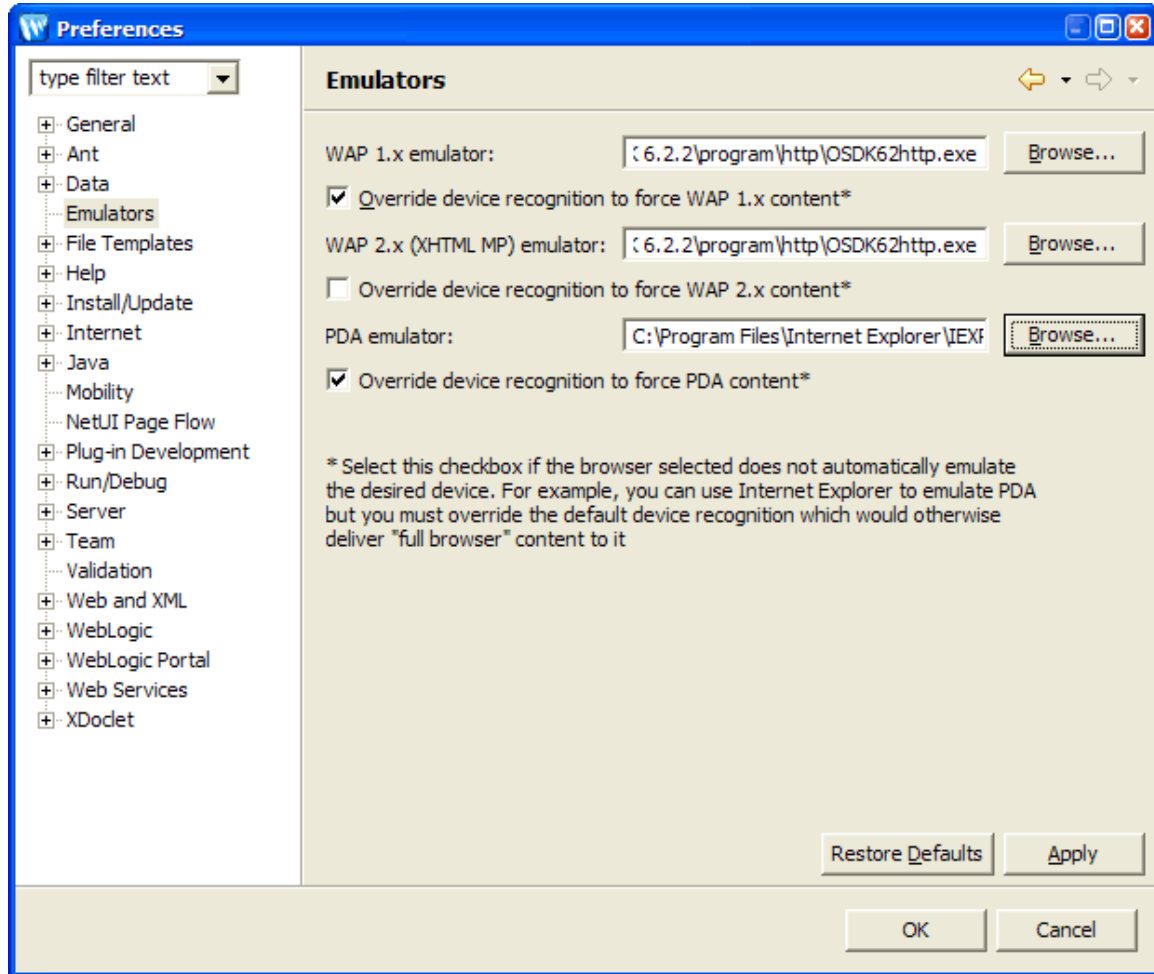 Preferences
type filter text
General
Ant
Data
Emulators
File Templates
Help
Install/Update
Internet
Java
Mobility
NetUI Page Flow
Plug-in Development
Run/Debug
Server
Team
Validation
Web and XML
WebLogic
WebLogic Portal
Web Services
XDoclet
Emulators
WAP 1.x emulator: 6.2.2\program\http\OSDK62http.exe Browse...
Override device recognition to force WAP 1.x content*
WAP 2.x (XHTML MP) emulator: 6.2.2\program\http\OSDK62http.exe Browse...
Override device recognition to force WAP 2.x content*
PDA emulator: C:\Program Files\Internet Explorer\IEX Browse...
Override device recognition to force PDA content*
* Select this checkbox if the browser selected does not automatically emulate
the desired device. For example, you can use Internet Explorer to emulate PDA
but you must override the default device recognition which would otherwise
deliver "full browser" content to it
Restore Defaults Apply
OK Cancel